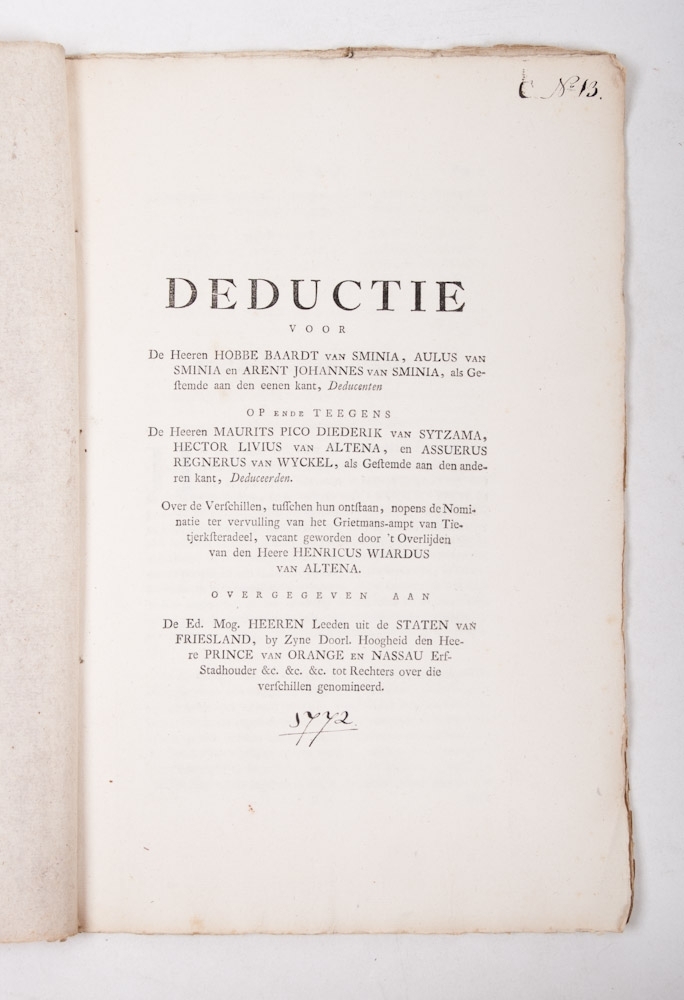 C. Nº 13.
DEDUCTIE
VOOR
De Heeren HOBBE BAARDT VAN SMINIA, AULUS VAN
SMINIA en ARENT JOHANNES VAN SMINIA, als Ge-
ſtemde aan den eenen kant, Deducenten
OP ENDE TEEGENS
De Heeren MAURITS PICO DIEDERIK VAN SYTZAMA,
HECTOR LIVIUS VAN ALTENA, en ASSUERUS
REGNERUS VAN WYCKEL, als Geſtemde aan den ande-
ren kant, Deduceerden.
Over de Verſchillen, tuſſchen hun ontſtaan, nopens de Nomi-
natie ter vervulling van het Grietmans-ampt van Tie-
tjerkſteradeel, vacant geworden door 't Overlijden
van den Heere HENRICUS WIARDUS
VAN ALTENA.
OVERGEGEVEN AAN
De Ed. Mog. HEEREN Leeden uit de STATEN VAN
FRIESLAND, by Zyne Doorl. Hoogheid den Hee-
re PRINCE VAN ORANGE EN NASSAU Erf-
Stadhouder &c. &c. &c. tot Rechters over die
verſchillen genomineerd.
1772.